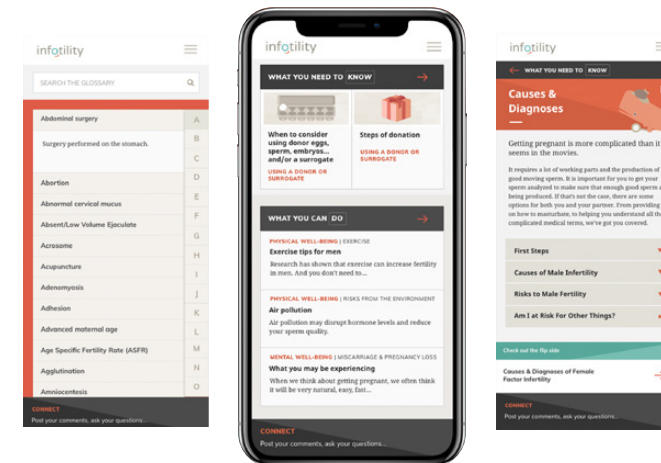 infotility
SEARCH THE GLOSSARY
Abdominal surgery
Surgery performed on the stomach.
Abortion
Abnormal cervical mucus
Absent/Low Volume Ejaculate
Acrosome
Acupuncture
Adenomyosis
Adhesion
Advanced maternal age
Age Specific Fertility Rate (ASFR)
Agglutination
Amniocentesis
A
B
C
D
E
F
G
H
I
J
K
L
M
N
O
CONNECT
Post your comments, ask your questions...
infotility
WHAT YOU NEED TO KNOW
When to consider
using donor eggs,
sperm, embryos...
and/or a surrogate
USING A DONOR OR
SURROGATE
Steps of donation
USING A DONOR OR
SURROGATE
WHAT YOU CAN DO
PHYSICAL WELL-BEING | EXERCISE
Exercise tips for men
Research has shown that exercise can increase fertility
in men. And you don't need to...
PHYSICAL WELL-BEING | RISKS FROM THE ENVIRONMENT
Air pollution
Air pollution may disrupt hormone levels and reduce
your sperm quality.
MENTAL WELL-BEING | MISCARRIAGE & PREGNANCY LOSS
What you may be experiencing
When we think about getting pregnant, we often think
it will be very natural, easy, fast...
CONNECT
Post your comments, ask your questions...
infotility
WHAT YOU NEED TO KNOW
Causes &
Diagnoses
Getting pregnant is more complicated than it
seems in the movies.
It requires a lot of working parts and the production of
good moving sperm. It is important for you to get your
sperm analyzed to make sure that enough good sperm a
being produced. If that's not the case, there are some
options for both you and your partner. From providing
on how to masturbate, to helping you understand all the
complicated medical terms, we've got you covered.
First Steps
Causes of Male Infertility
Risks to Male Fertility
Am I at Risk For Other Things?
Check out the flip side
Causes & Diagnoses of Female
Factor Infertility
CONNECT
Post your comments, ask your questions...